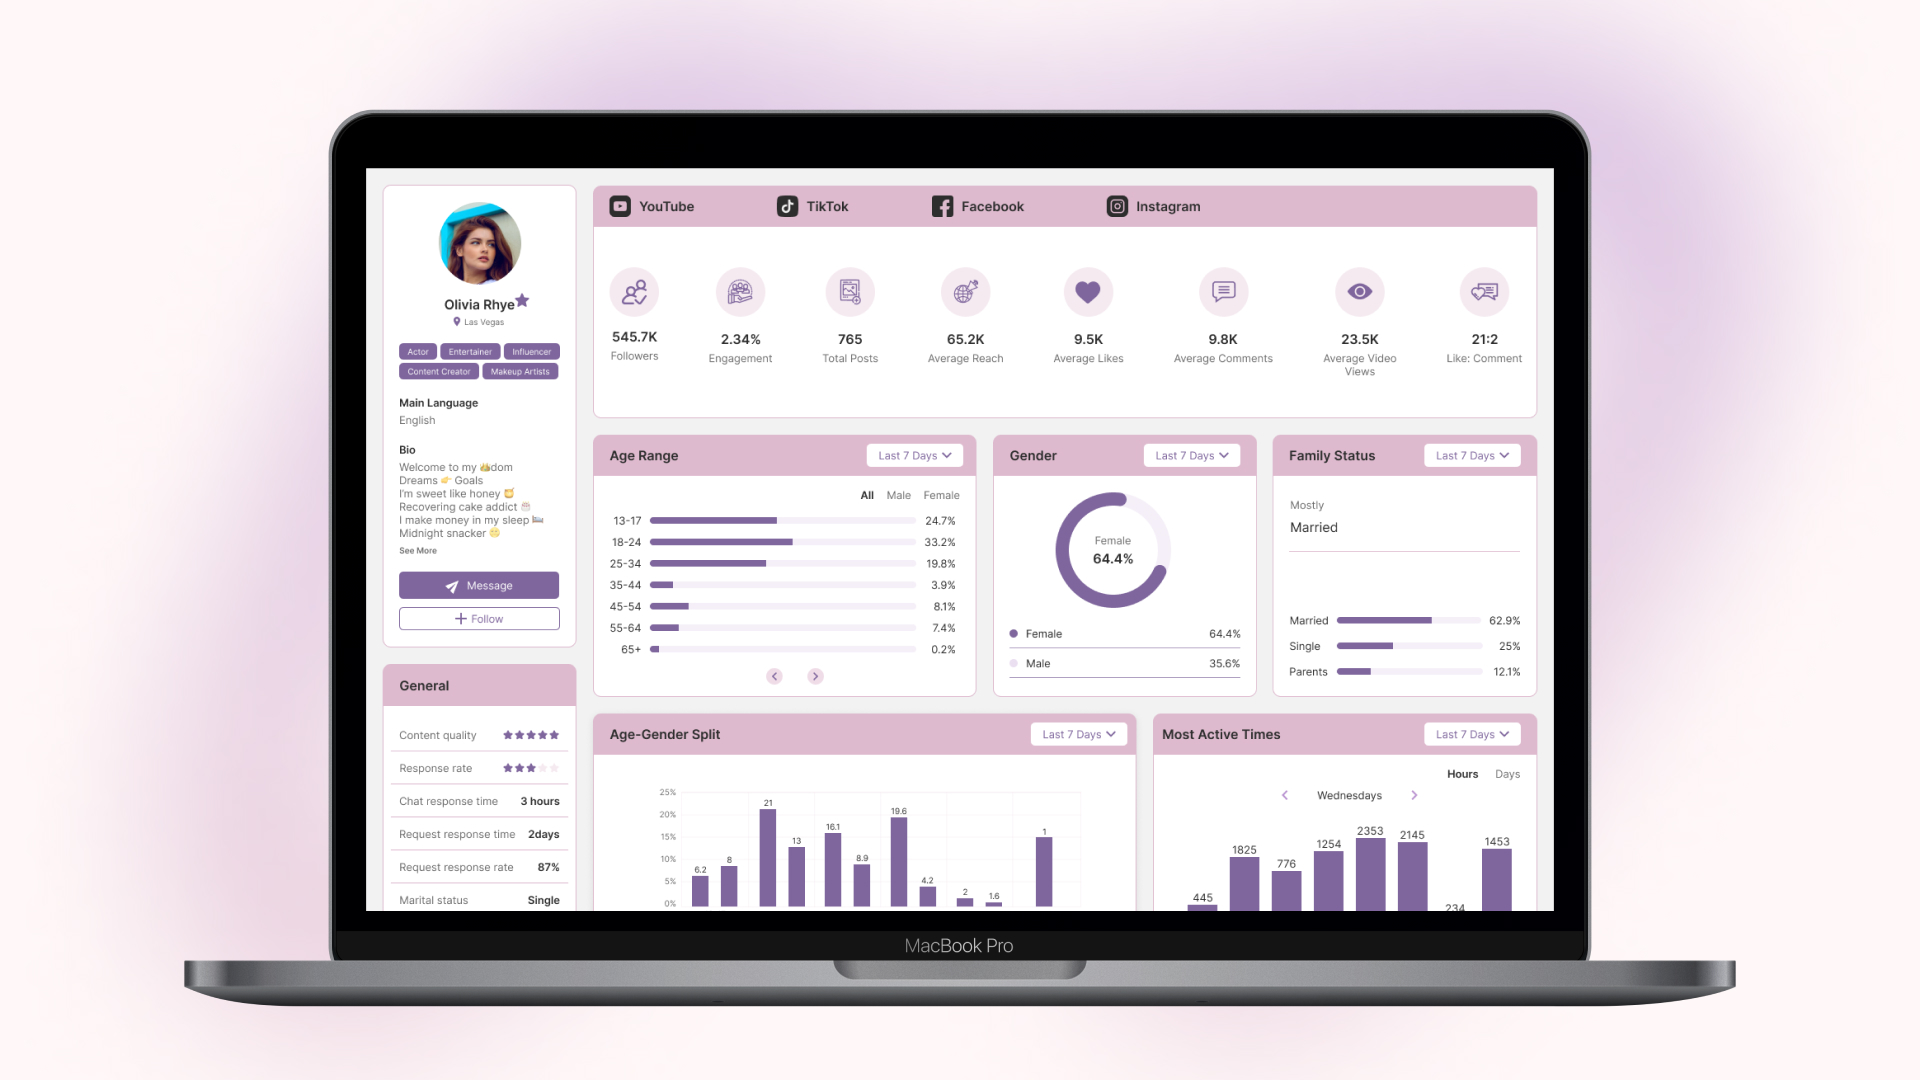 Olivia Rhye
Las Vegas
Actor Entertainer Influencer
Content Creator Makeup Artists
Main Language
English
Bio
Welcome to my 🐝dom
Dreams 👉 Goals
I'm sweet like honey 🍯
Recovering cake addict 🎂
I make money in my sleep 🛌
Midnight snacker 🌝
See More
Message
Follow
General
Content quality
Response rate
Chat response time 3 hours
Request response time 2days
Request response rate 87%
Marital status Single
YouTube TikTok Facebook Instagram
545.7K
Followers
2.34%
Engagement
765
Total Posts
65.2K
Average Reach
9.5K
Average Likes
9.8K
Average Comments
23.5K
Average Video
Views
21:2
Like: Comment
Age Range Last 7 Days
All Male Female
13-17 24.7%
18-24 33.2%
25-34 19.8%
35-44 3.9%
45-54 8.1%
55-64 7.4%
65+ 0.2%
Gender Last 7 Days
Female
64.4%
Female 64.4%
Male 35.6%
Family Status Last 7 Days
Mostly
Married
Married 62.9%
Single 25%
Parents 12.1%
Age-Gender Split Last 7 Days
25%
20%
15%
10%
5%
0%
6.2 8 21 13 16.1 8.9 19.6 4.2 2 1.6 1
Most Active Times Last 7 Days
Hours Days
Wednesdays
445 1825 776 1254 2353 2145 234 1453
MacBook Pro